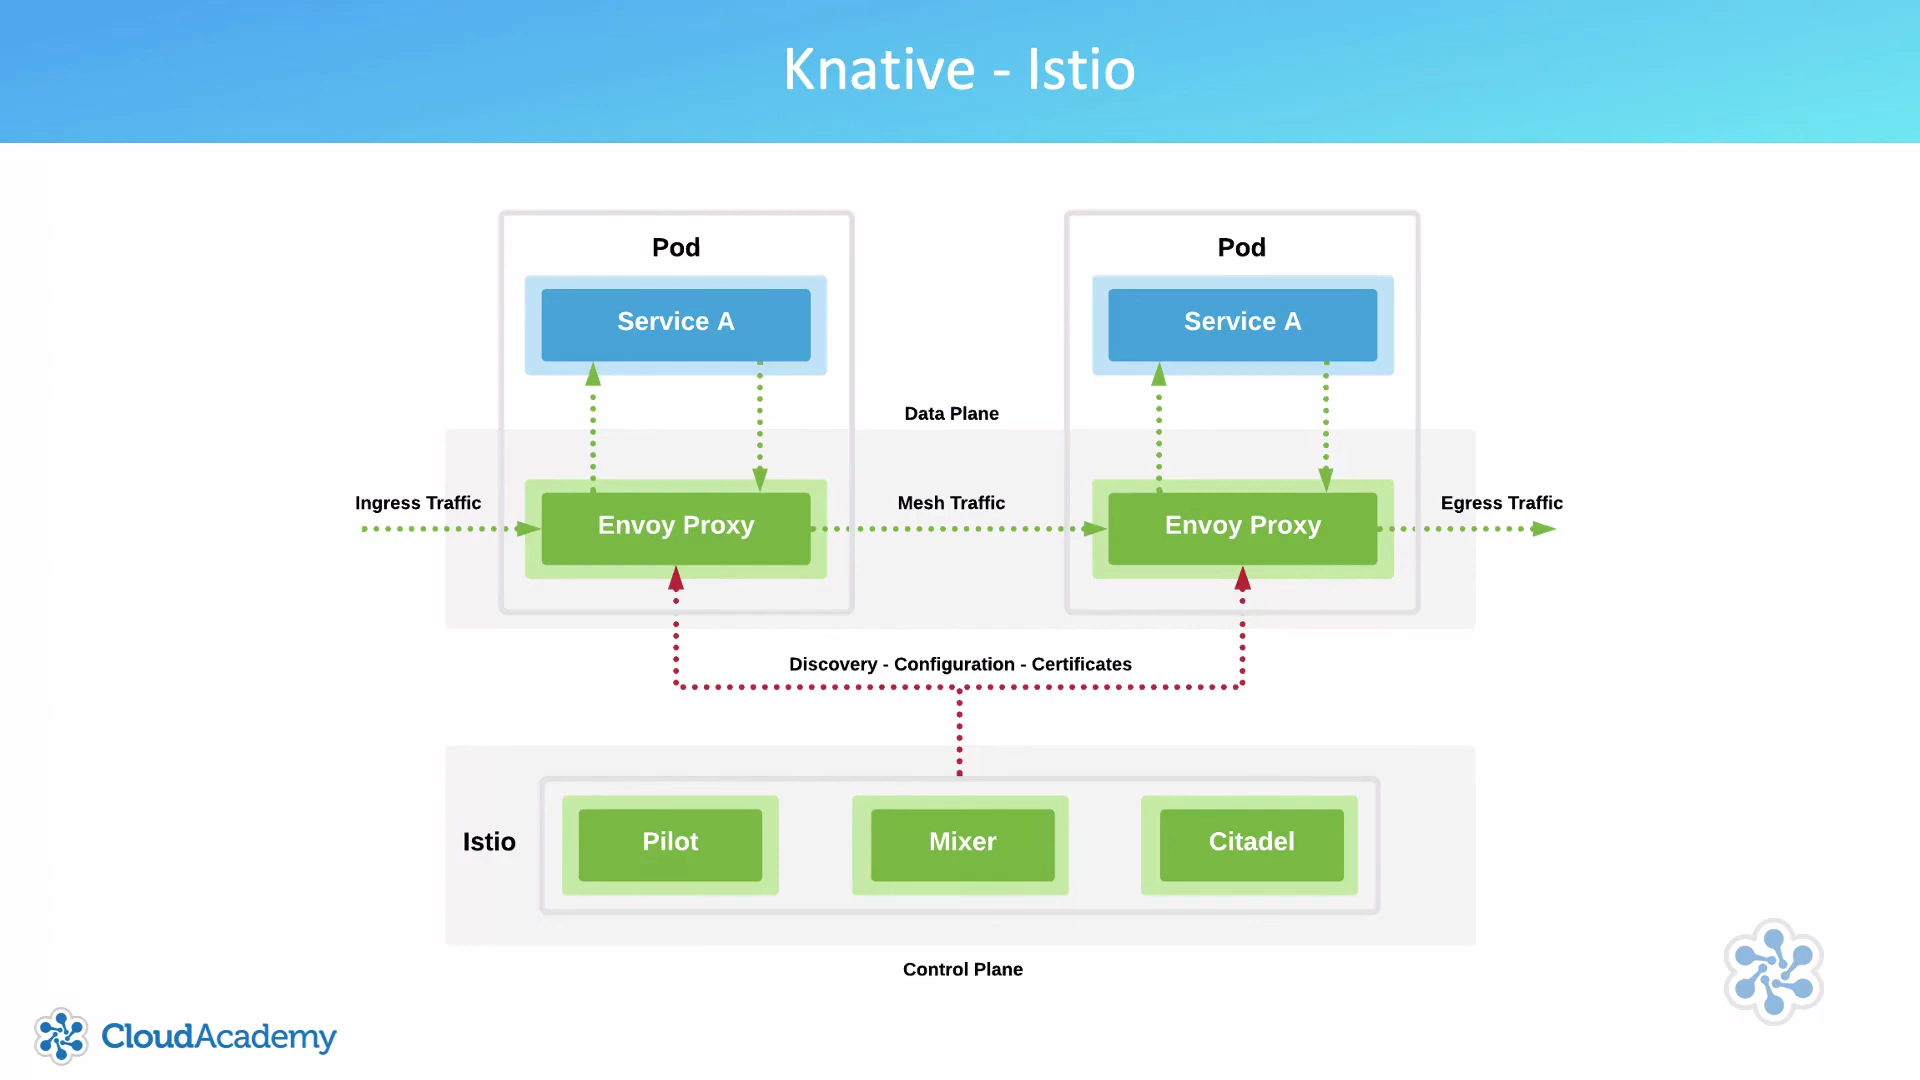 Knative - Istio
Pod
Pod
Service A
Service A
Data Plane
Ingress Traffic
Mesh Traffic
Egress Traffic
Envoy Proxy
Envoy Proxy
Discovery - Configuration - Certificates
Istio
Pilot
Mixer
Citadel
Control Plane
CloudAcademy